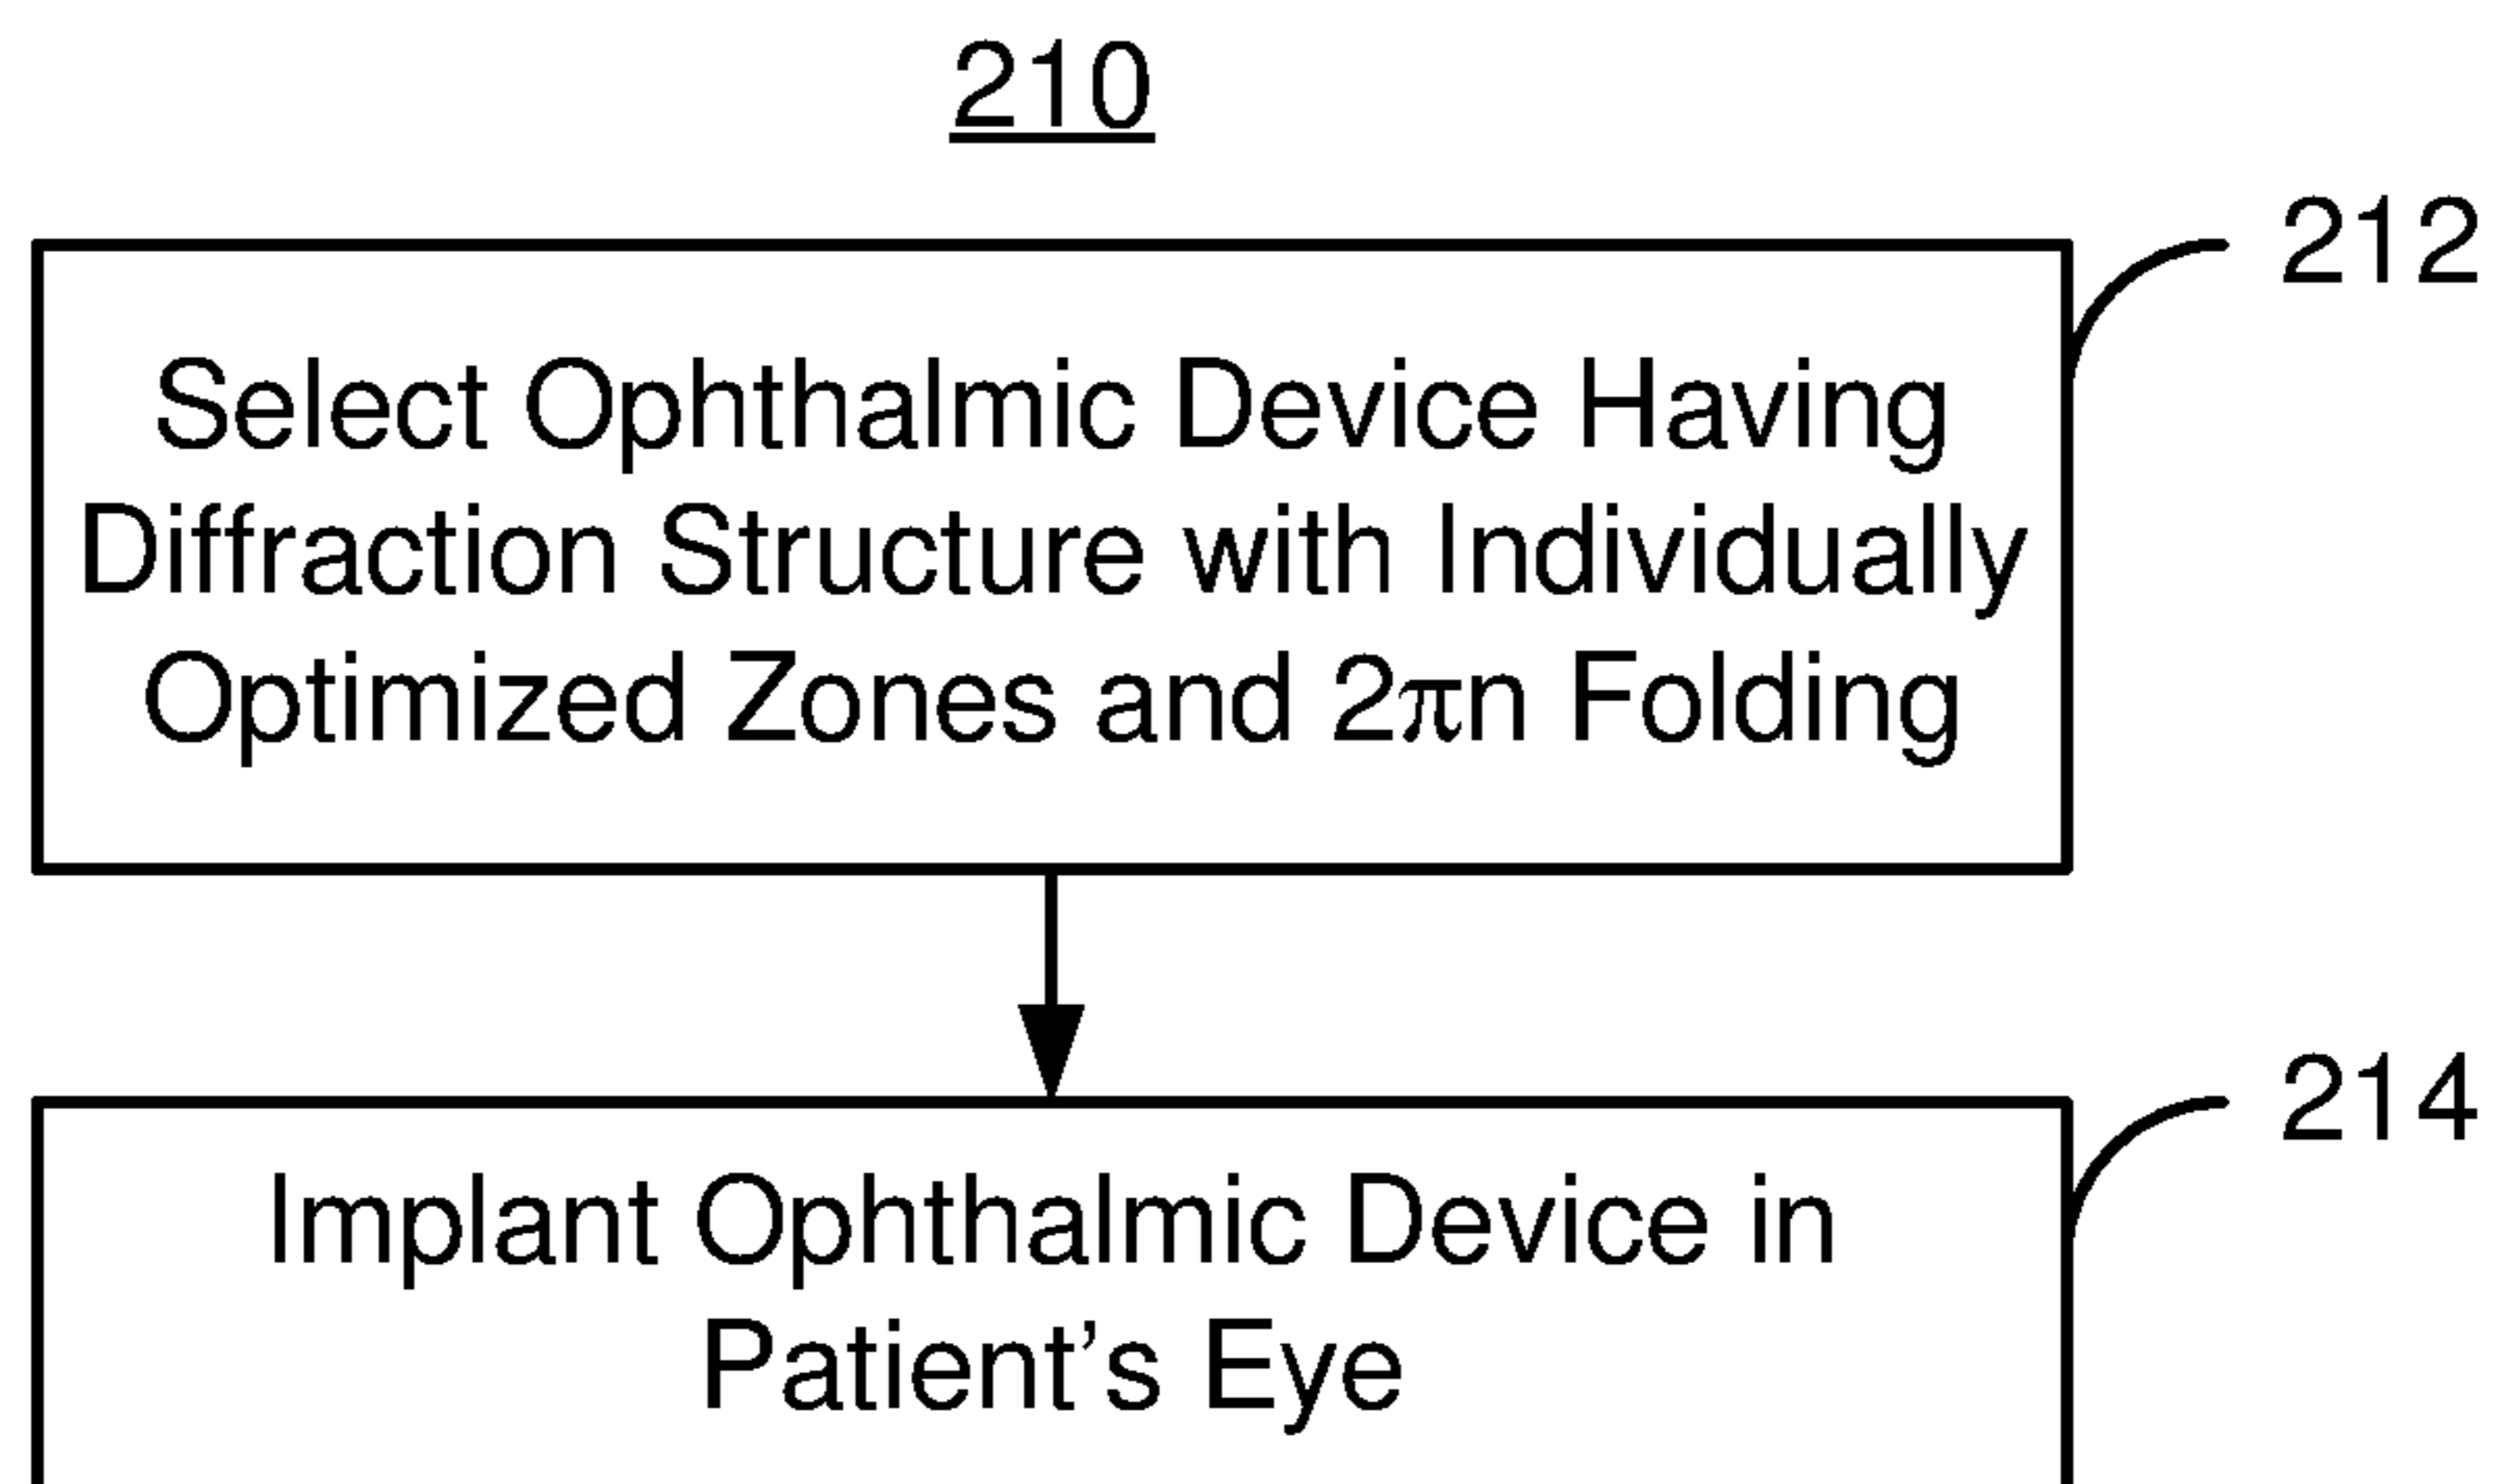 210
212
Select Ophthalmic Device Having
Diffraction Structure with Individually
Optimized Zones and 2πn Folding
214
Implant Ophthalmic Device in
Patient’s Eye